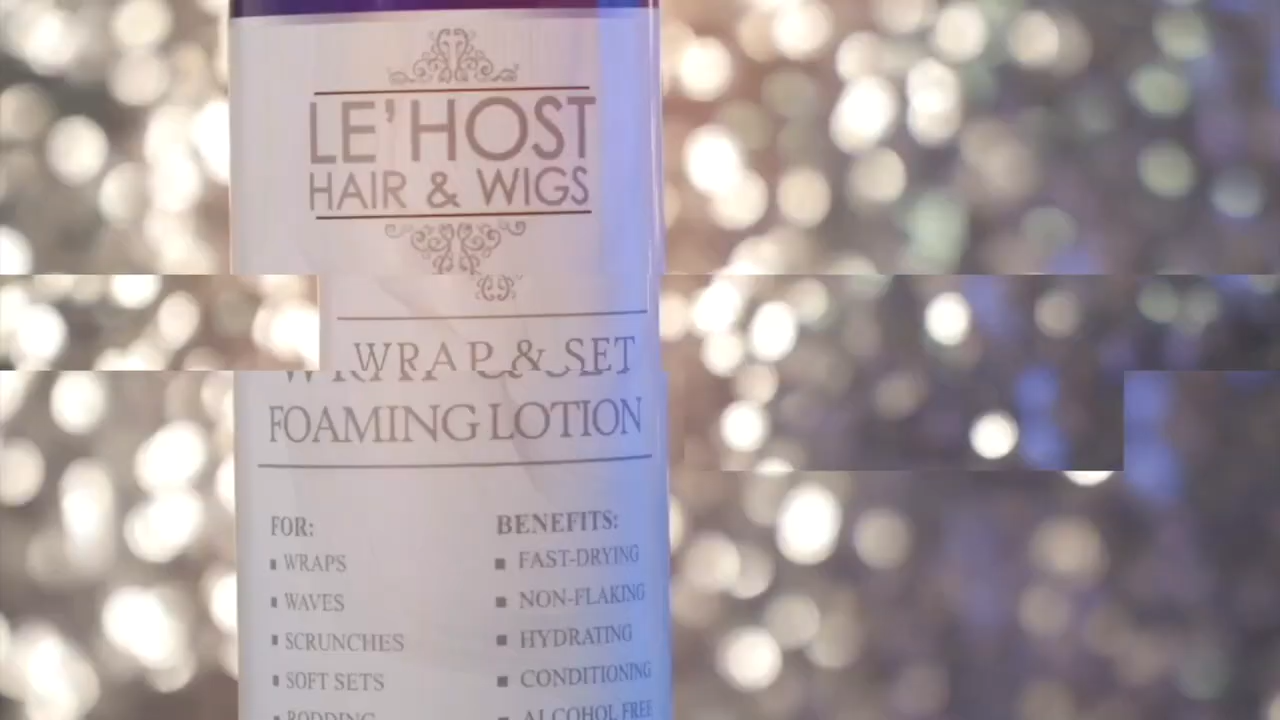 LE'HOST
HAIR & WIGS
WRAP & SET
FOAMING LOTION
FOR:
WRAPS
WAVES
SCRUNCHES
SOFT SETS
RODDING
BENEFITS:
FAST-DRYING
NON-FLAKING
HYDRATING
CONDITIONING
ALCOHOL FREE